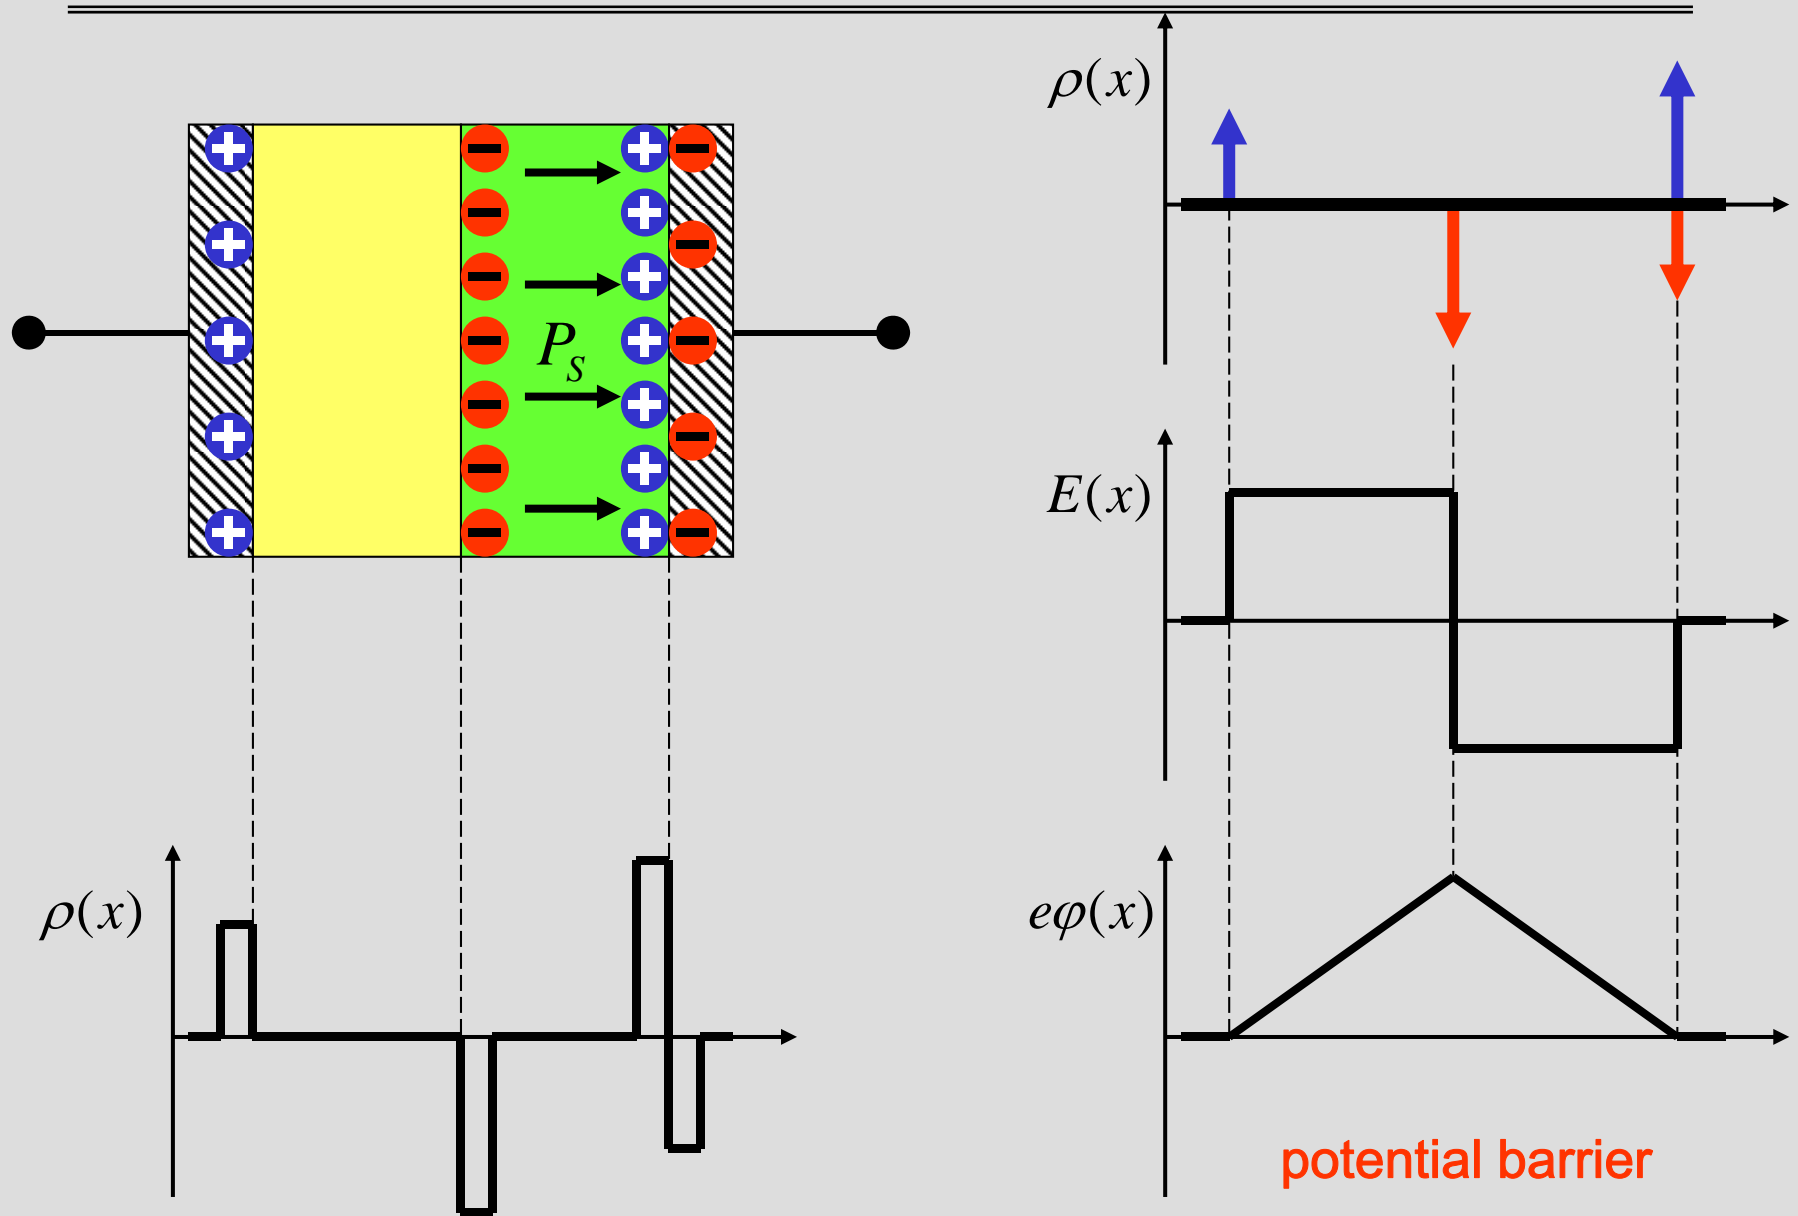 ρ(x)
P_S
E(x)
ρ(x)
eφ(x)
potential barrier